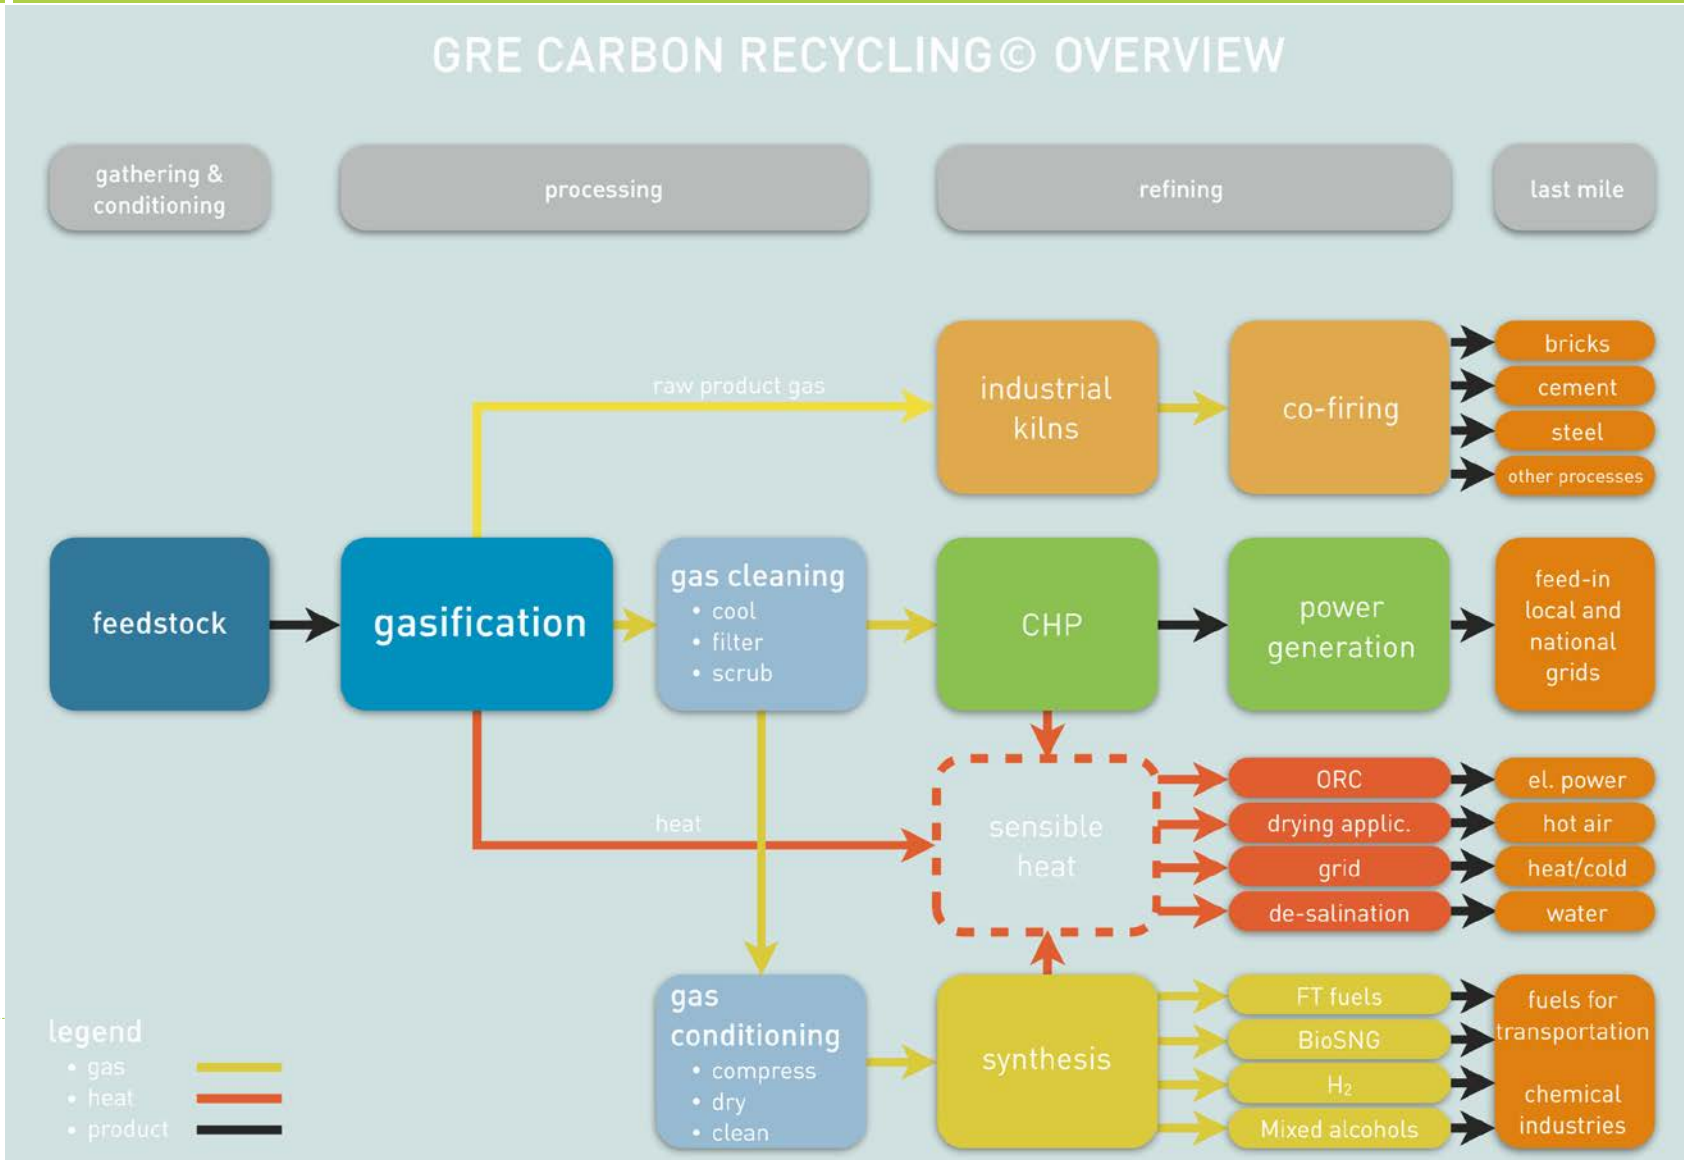 GRE CARBON RECYCLING© OVERVIEW
gathering &
conditioning
processing
refining
last mile
raw product gas
industrial
kilns
co-firing
bricks
cement
steel
other processes
feedstock
gasification
gas cleaning
• cool
• filter
• scrub
CHP
power
generation
feed-in
local and
national
grids
heat
sensible
heat
ORC
drying applic.
grid
de-salination
el. power
hot air
heat/cold
water
gas
conditioning
• compress
• dry
• clean
synthesis
FT fuels
BioSNG
H₂
Mixed alcohols
fuels for
transportation
chemical
industries
legend
• gas
• heat
• product